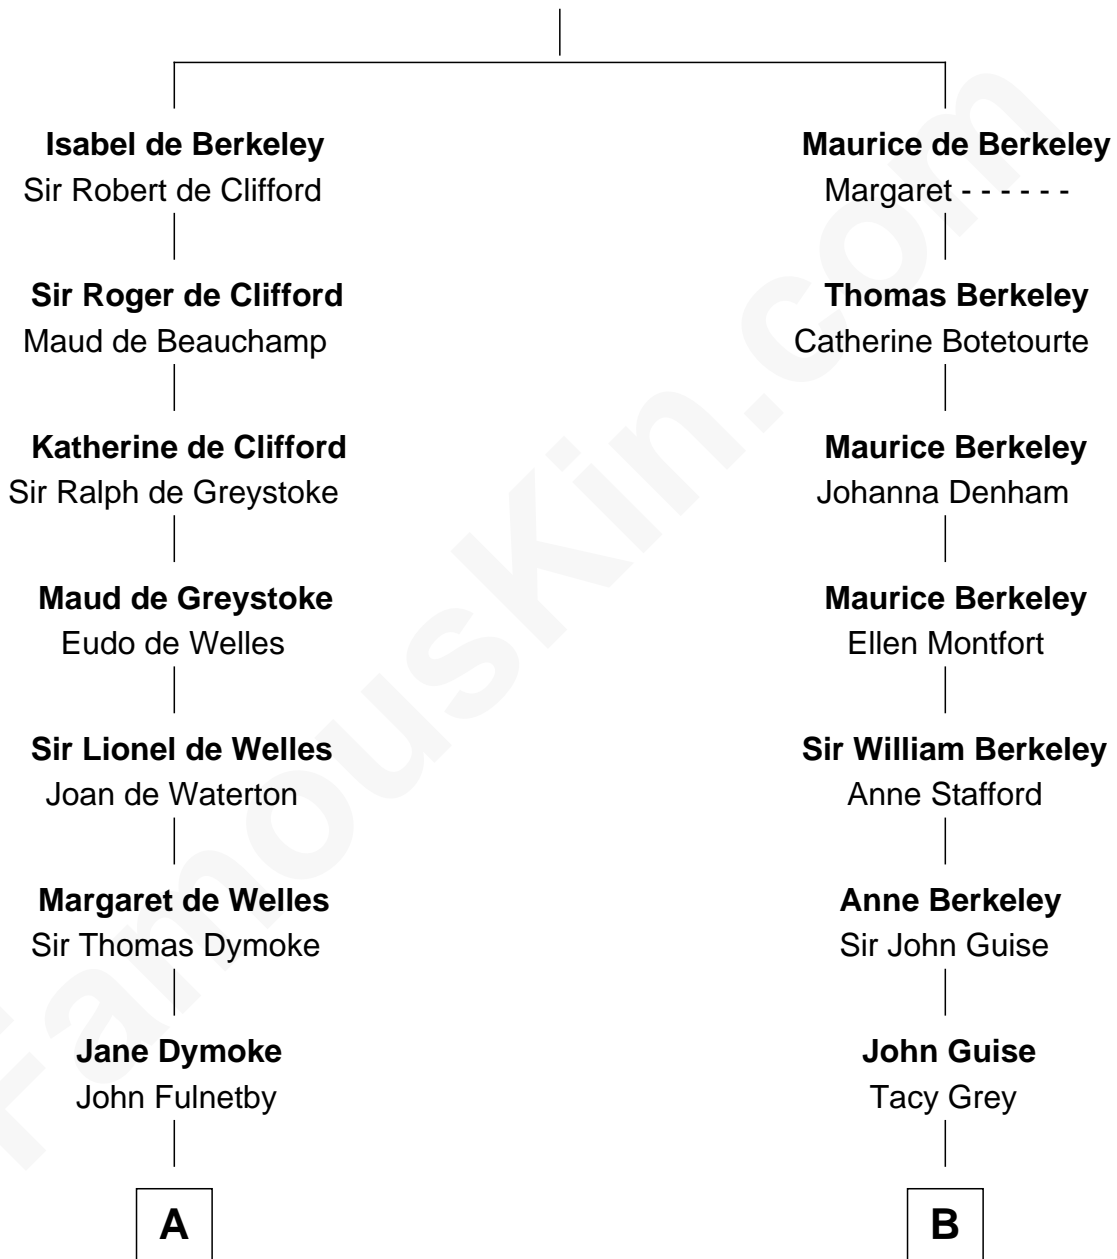 Isabel de Berkeley
Sir Robert de Clifford
Sir Roger de Clifford
Maud de Beauchamp
Katherine de Clifford
Sir Ralph de Greystoke
Maud de Greystoke
Eudo de Welles
Sir Lionel de Welles
Joan de Waterton
Margaret de Welles
Sir Thomas Dymoke
Jane Dymoke
John Fulnetby
A
Maurice de Berkeley
Margaret - - - - - -
Thomas Berkeley
Catherine Botetourte
Maurice Berkeley
Johanna Denham
Maurice Berkeley
Ellen Montfort
Sir William Berkeley
Anne Stafford
Anne Berkeley
Sir John Guise
John Guise
Tacy Grey
B
FamousKin.com